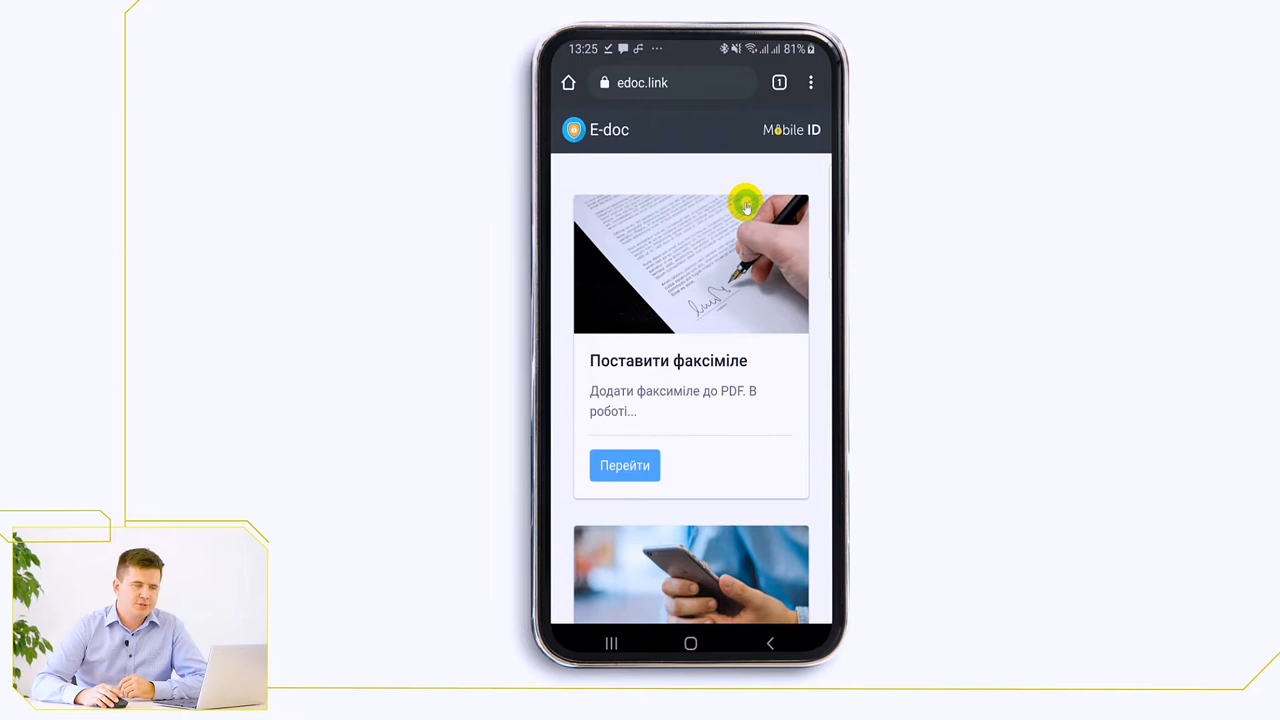 13:25
81%
edoc.link
1
E-doc
Mobile ID
Поставити факсіміле
Додати факсиміле до PDF. В
роботі...
Перейти